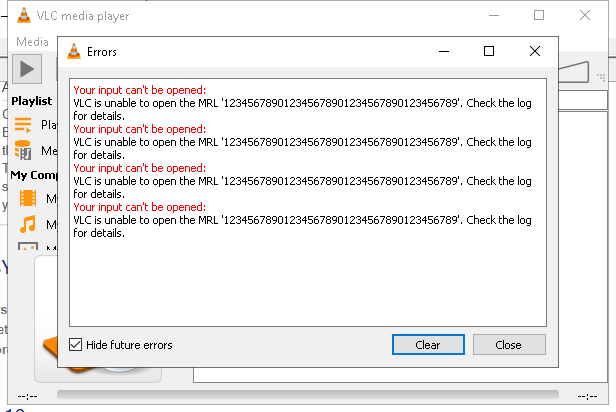 VLC media player
Media
Errors
Your input can't be opened:
VLC is unable to open the MRL '1234567890123456789012345678901234567​89'. Check the log
for details.
Your input can't be opened:
VLC is unable to open the MRL '123456789012345678901234567890123456789'. Check the log
for details.
Your input can't be opened:
VLC is unable to open the MRL '123456789012345678901234567890123456789'. Check the log
for details.
Your input can't be opened:
VLC is unable to open the MRL '123456789012345678901234567890123456789'. Check the log
for details.
Playlist
My Comp
Hide future errors
Clear
Close
--:--
--:--